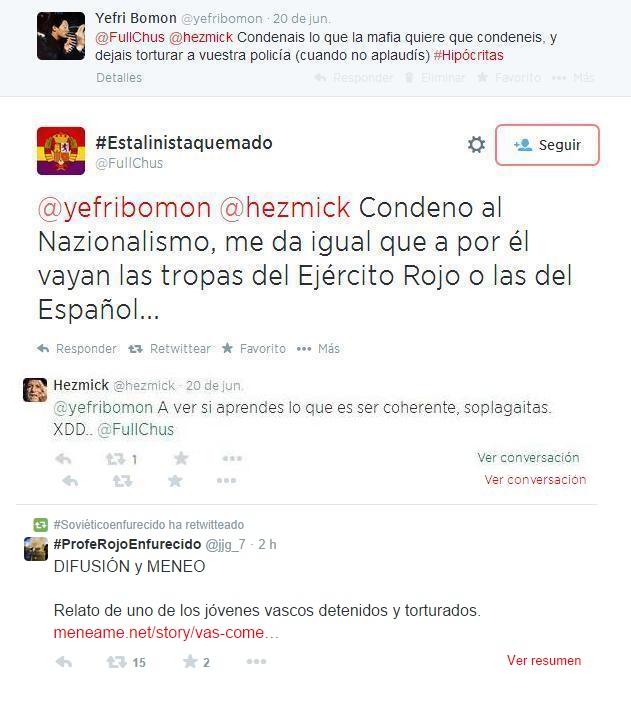 Yefri Bomon @yefribomon · 20 de jun.
@FullChus @hezmick Condenais lo que la mafia quiere que condeneis, y
dejais torturar a vuestra policía (cuando no aplaudís) #Hipócritas
Detalles Responder Eliminar Favorito Más
#Estalinistaquemado
@FullChus
Seguir
@yefribomon @hezmick Condeno al
Nazionalismo, me da igual que a por él
vayan las tropas del Ejército Rojo o las del
Español...
Responder Retwittear Favorito Más
Hezmick @hezmick · 20 de jun.
@yefribomon A ver si aprendes lo que es ser coherente, soplagaitas.
XDD.. @FullChus
1 Ver conversación
Ver conversación
#Soviéticoenfurecido ha retwitteado
#ProfeRojoEnfurecido @jjg_7 · 2 h
DIFUSIÓN y MENEO
Relato de uno de los jóvenes vascos detenidos y torturados.
meneame.net/story/vas-come…
15 2 Ver resumen